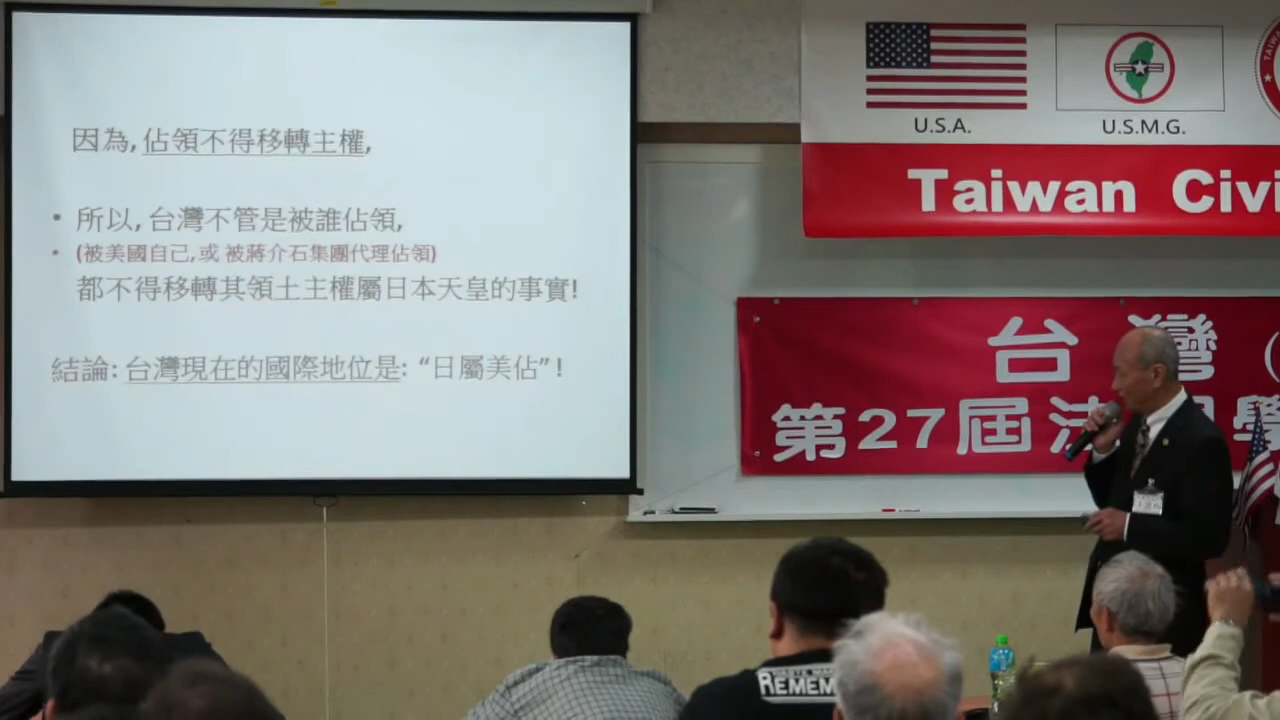 因為, 佔領不得移轉主權,
• 所以, 台灣不管是被誰佔領,
• (被美國自己, 或 被蔣介石集團代理佔領)
都不得移轉其領土主權屬日本天皇的事實!
結論: 台灣現在的國際地位是: “日屬美佔” !
U.S.A.
U.S.M.G.
TAIWAN
Taiwan Civi
台 灣 (
第27屆法 學
REMEM